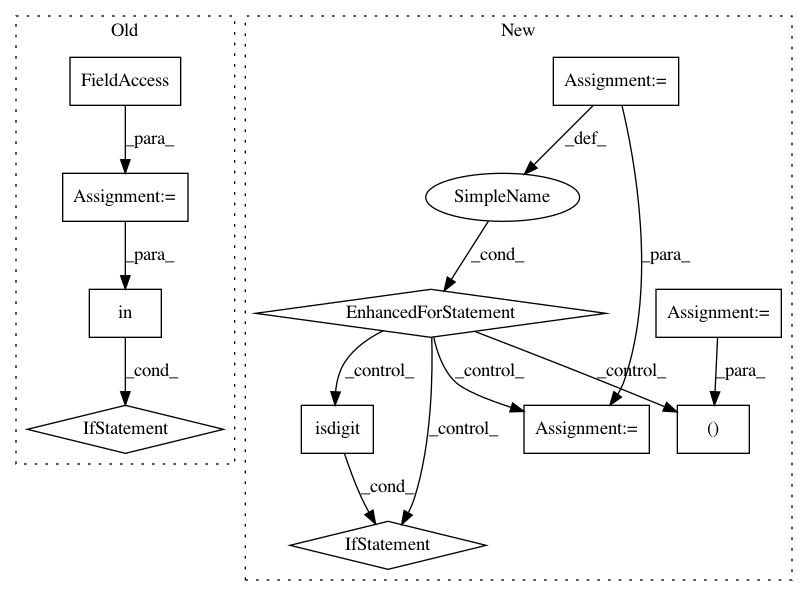 Old
New
FieldAccess
Assignment:=
_para_
_def_
Assignment:=
SimpleName
_para_
_cond_
_para_
in
EnhancedForStatement
Assignment:=
_cond_
_control_
_control_
_control_
_para_
IfStatement
isdigit
_control_
Assignment:=
()
_cond_
IfStatement